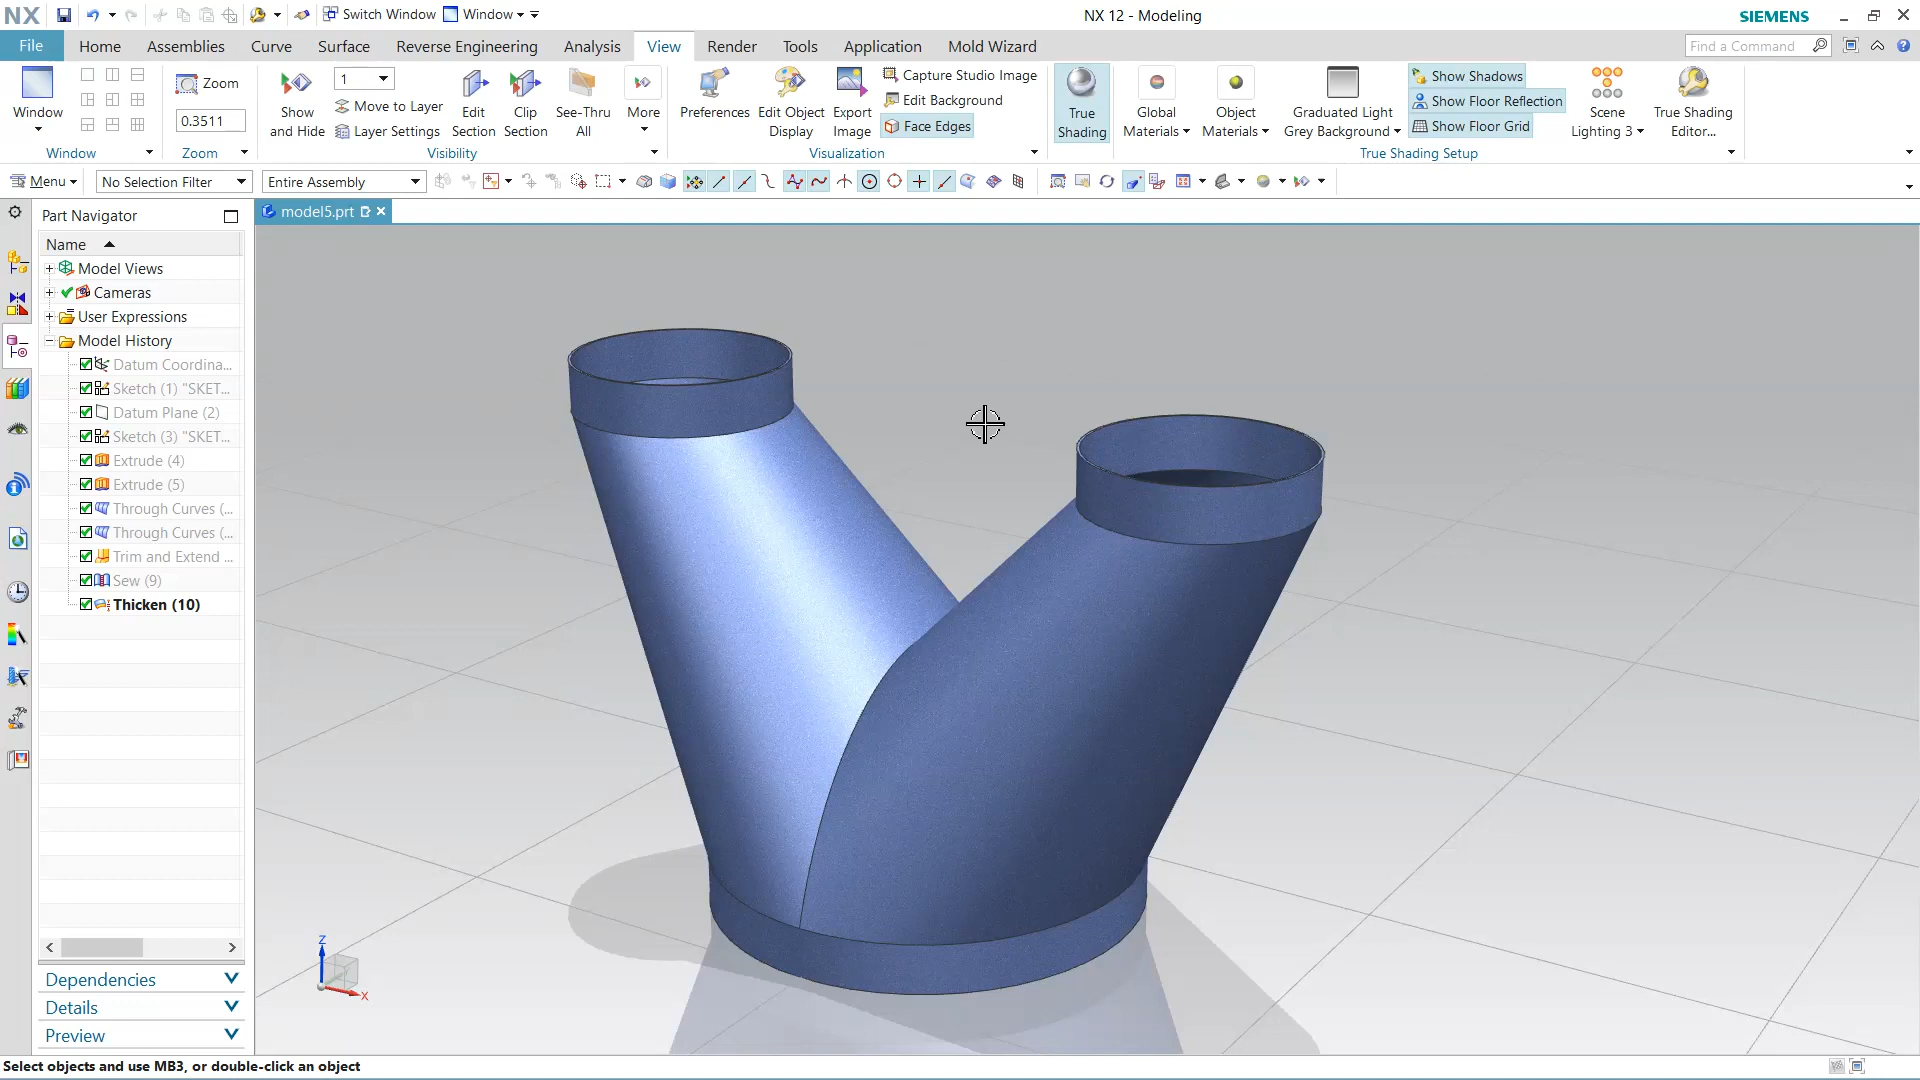 NX
Switch Window
Window
NX 12 - Modeling
SIEMENS
File
Home
Assemblies
Curve
Surface
Reverse Engineering
Analysis
View
Render
Tools
Application
Mold Wizard
Find a Command
Window
Zoom
0.3511
Show
and Hide
1
Move to Layer
Layer Settings
Edit
Section
Clip
Section
See-Thru
All
More
Preferences
Edit Object
Display
Export
Image
Capture Studio Image
Edit Background
Face Edges
True
Shading
Global
Materials
Object
Materials
Graduated Light
Grey Background
Show Shadows
Show Floor Reflection
Show Floor Grid
Scene
Lighting 3
True Shading
Editor...
Window
Zoom
Visibility
Visualization
True Shading Setup
Menu
No Selection Filter
Entire Assembly
Part Navigator
model5.prt
Name
Model Views
Cameras
User Expressions
Model History
Datum Coordina...
Sketch (1) "SKET...
Datum Plane (2)
Sketch (3) "SKET...
Extrude (4)
Extrude (5)
Through Curves (...
Through Curves (...
Trim and Extend ...
Sew (9)
Thicken (10)
Z
X
Dependencies
Details
Preview
Select objects and use MB3, or double-click an object